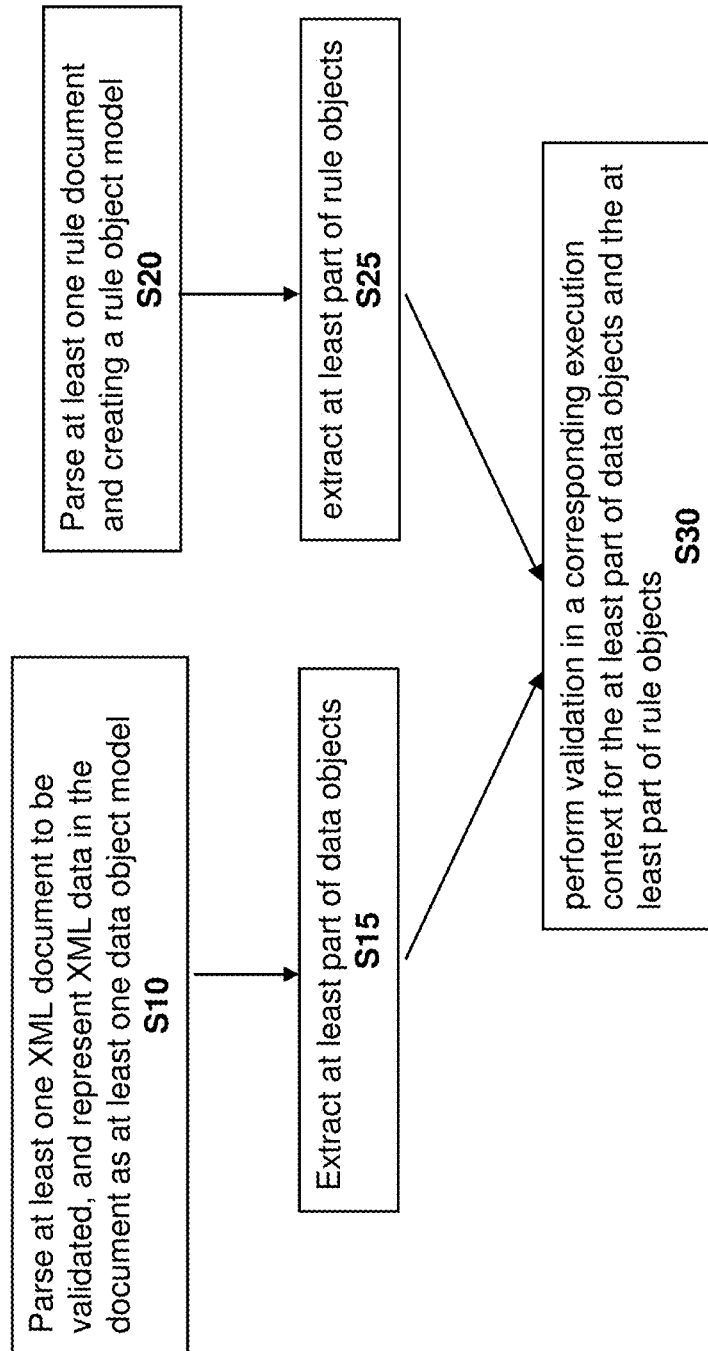 Parse at least one XML document to be
validated, and represent XML data in the
document as at least one data object model
S10
Extract at least part of data objects
S15
Parse at least one rule document
and creating a rule object model
S20
extract at least part of rule objects
S25
perform validation in a corresponding execution
context for the at least part of data objects and the at
least part of rule objects
S30